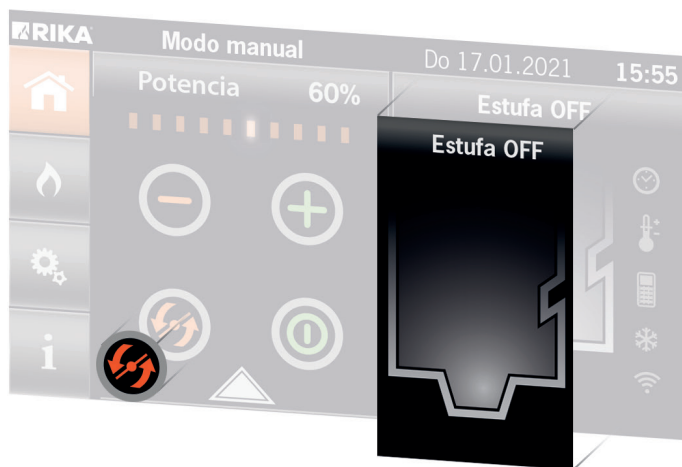 RIKA
Modo manual
Do 17.01.2021
15:55
Potencia
60%
Estufa OFF
Estufa OFF
i